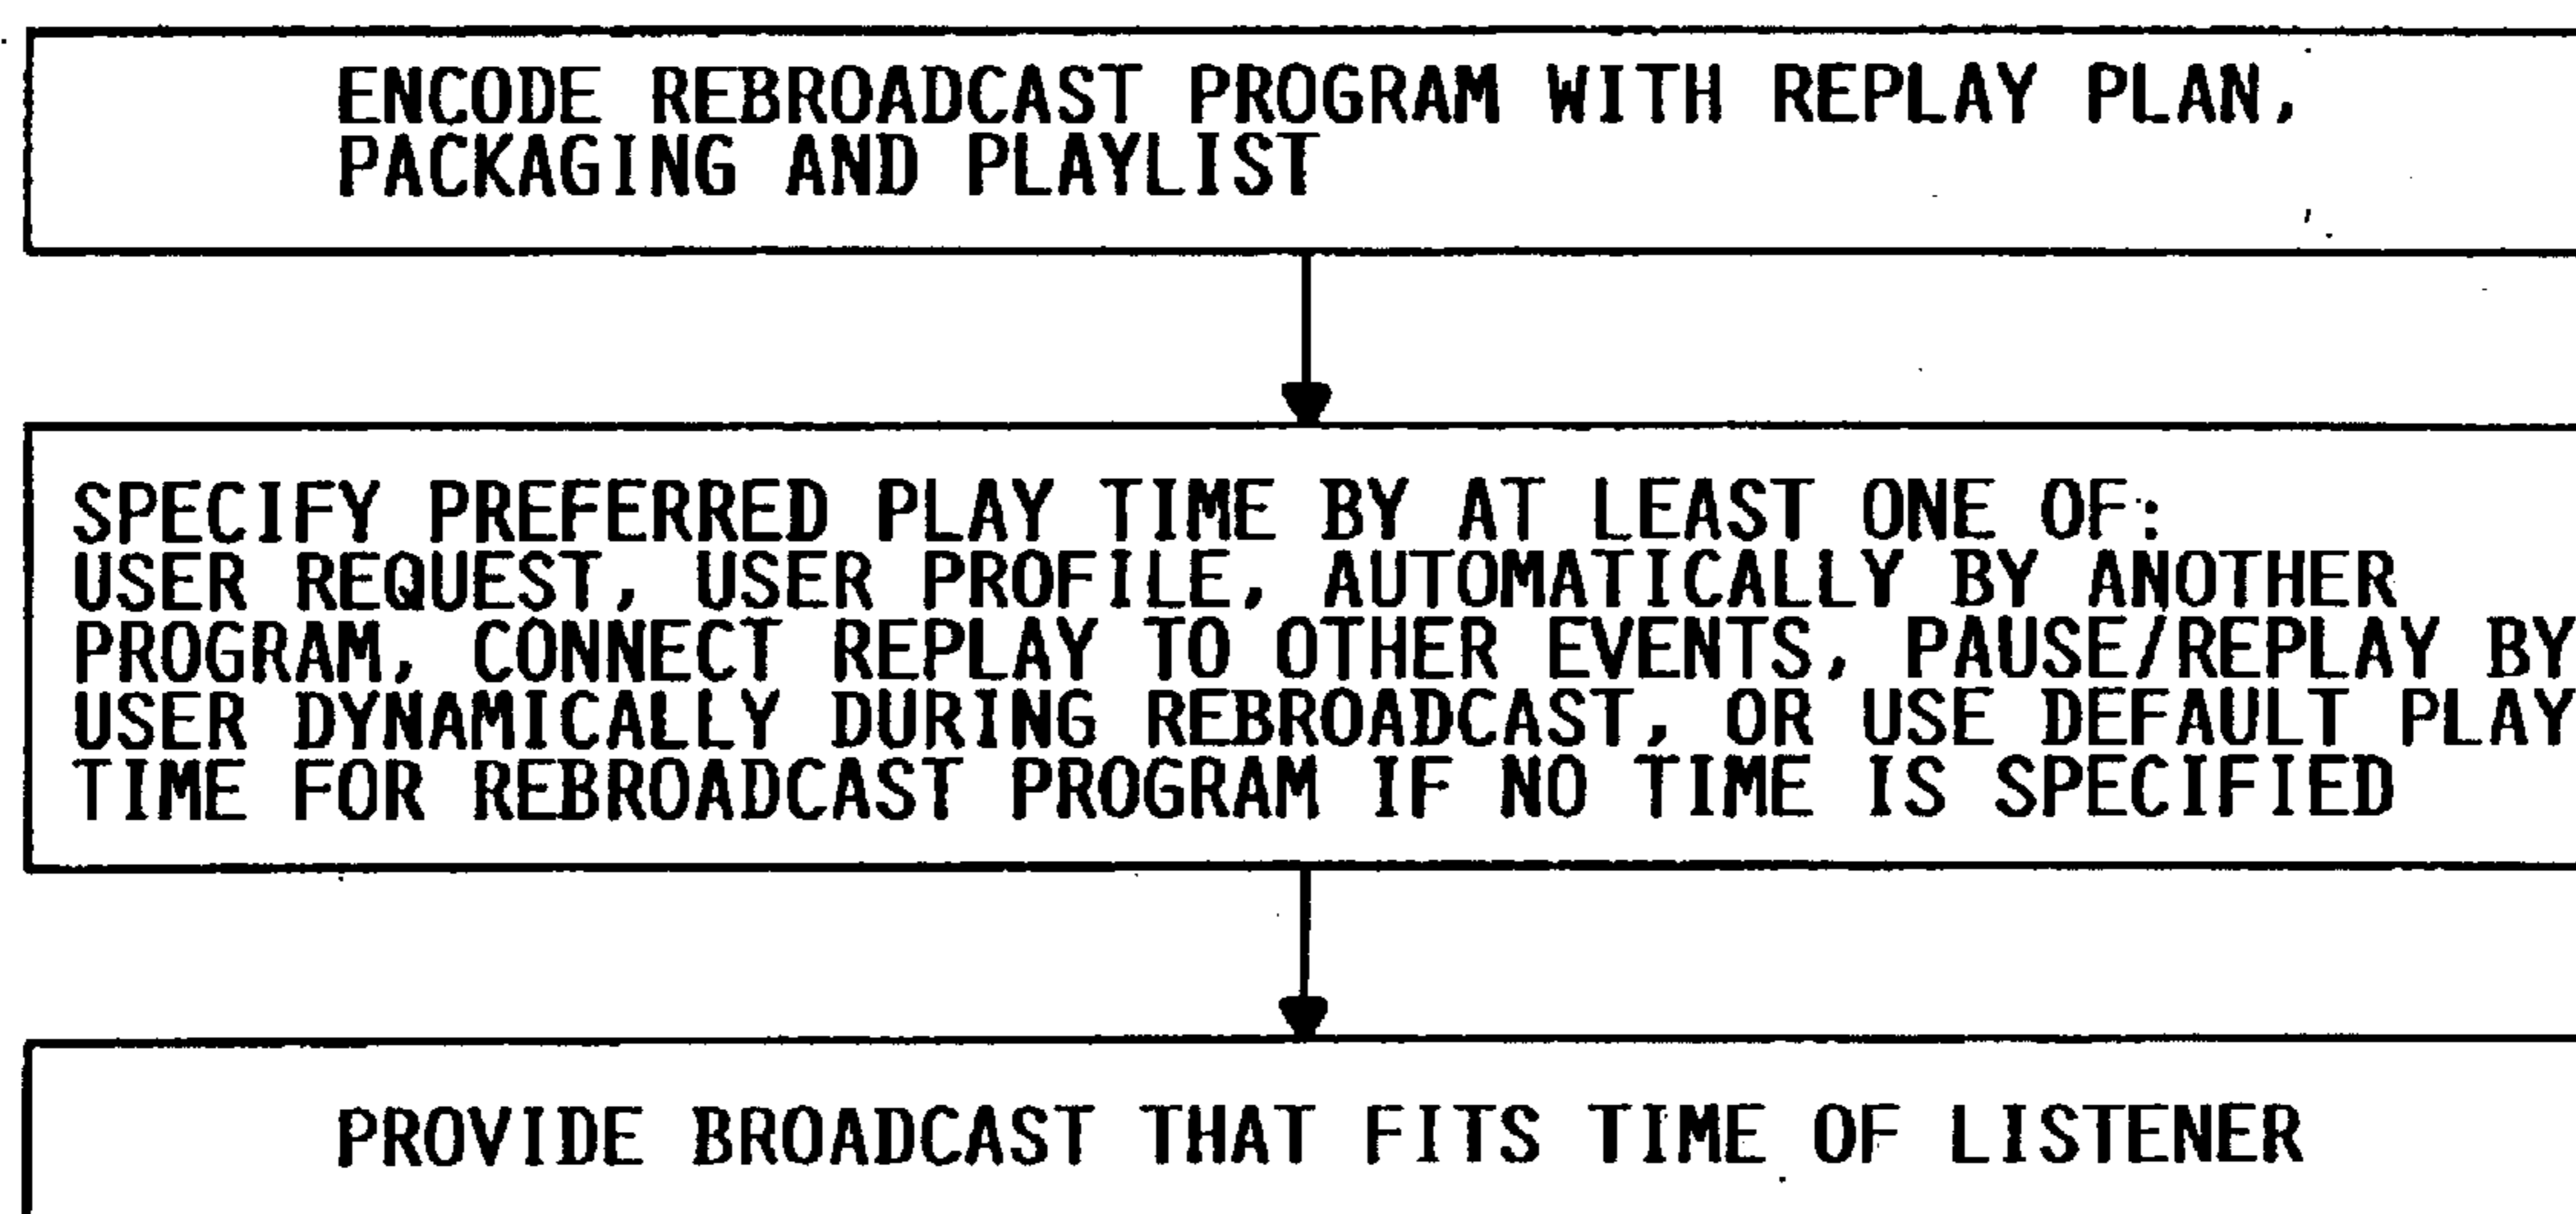 ENCODE REBROADCAST PROGRAM WITH REPLAY PLAN,
PACKAGING AND PLAYLIST
SPECIFY PREFERRED PLAY TIME BY AT LEAST ONE OF:
USER REQUEST, USER PROFILE, AUTOMATICALLY BY ANOTHER
PROGRAM, CONNECT REPLAY TO OTHER EVENTS, PAUSE/REPLAY BY
USER DYNAMICALLY DURING REBROADCAST, OR USE DEFAULT PLAY
TIME FOR REBROADCAST PROGRAM IF NO TIME IS SPECIFIED
PROVIDE BROADCAST THAT FITS TIME OF LISTENER